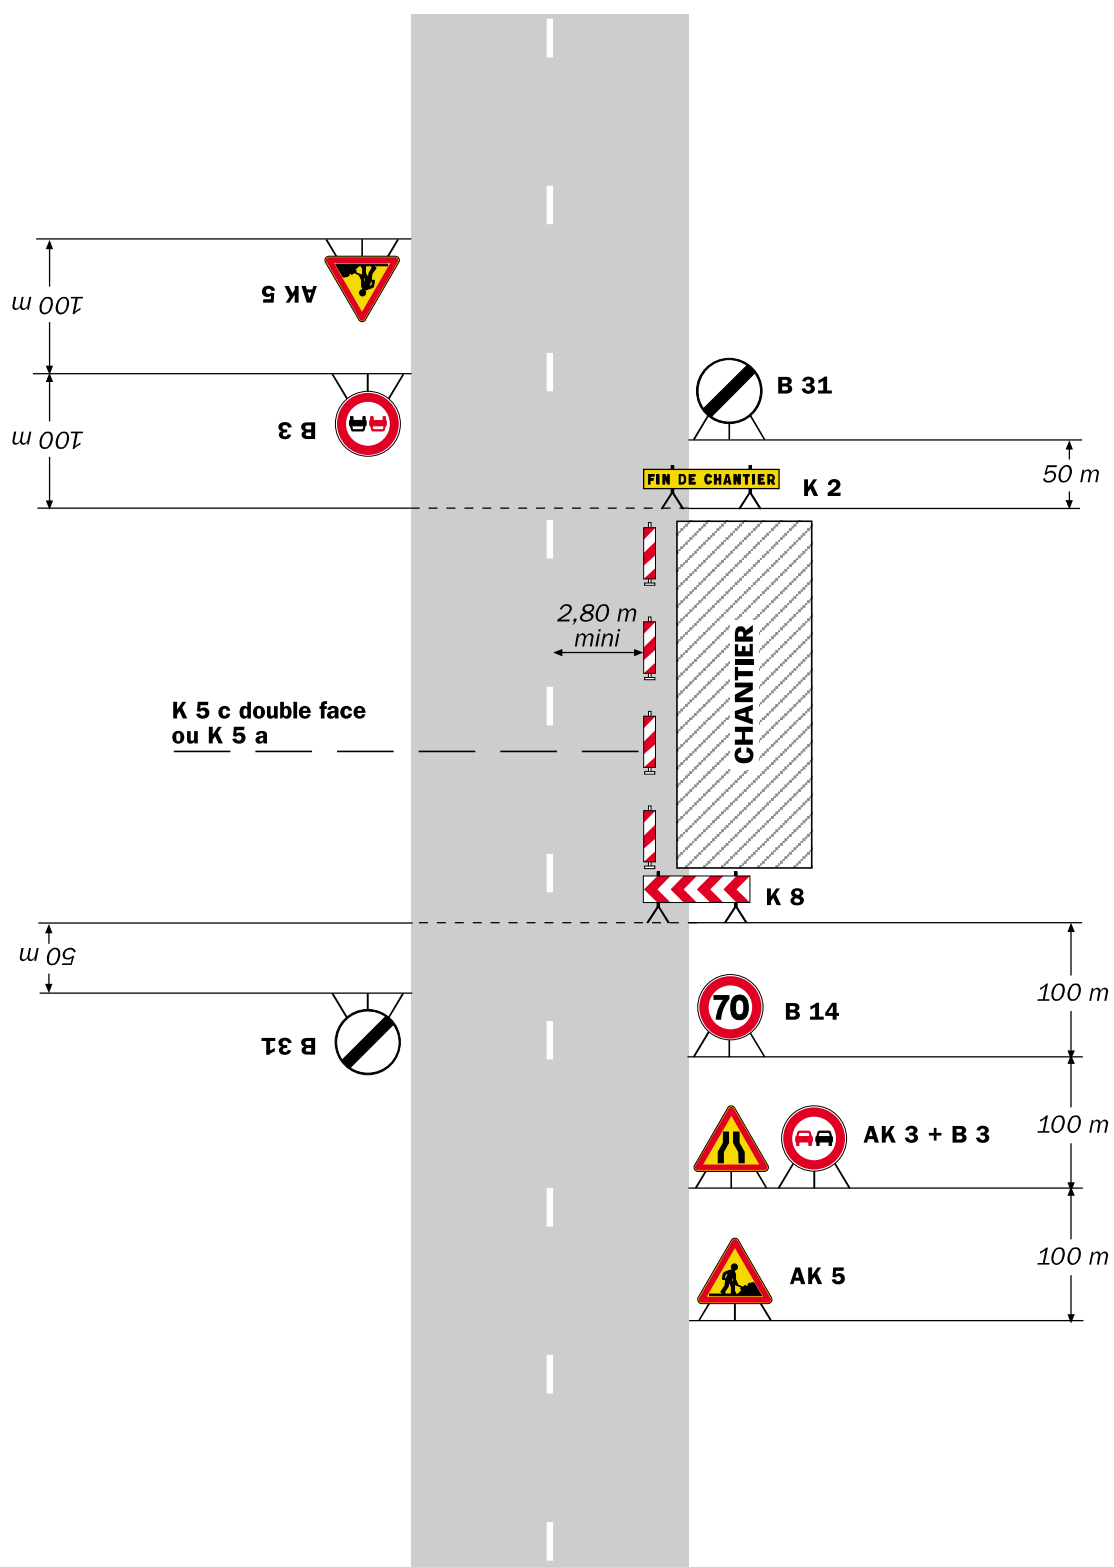 AK 5
100 m
B 3
100 m
B 31
50 m
FIN DE CHANTIER
K 2
2,80 m
mini
CHANTIER
K 5 c double face
ou K 5 a
K 8
50 m
B 31
70
B 14
100 m
AK 3 + B 3
100 m
AK 5
100 m